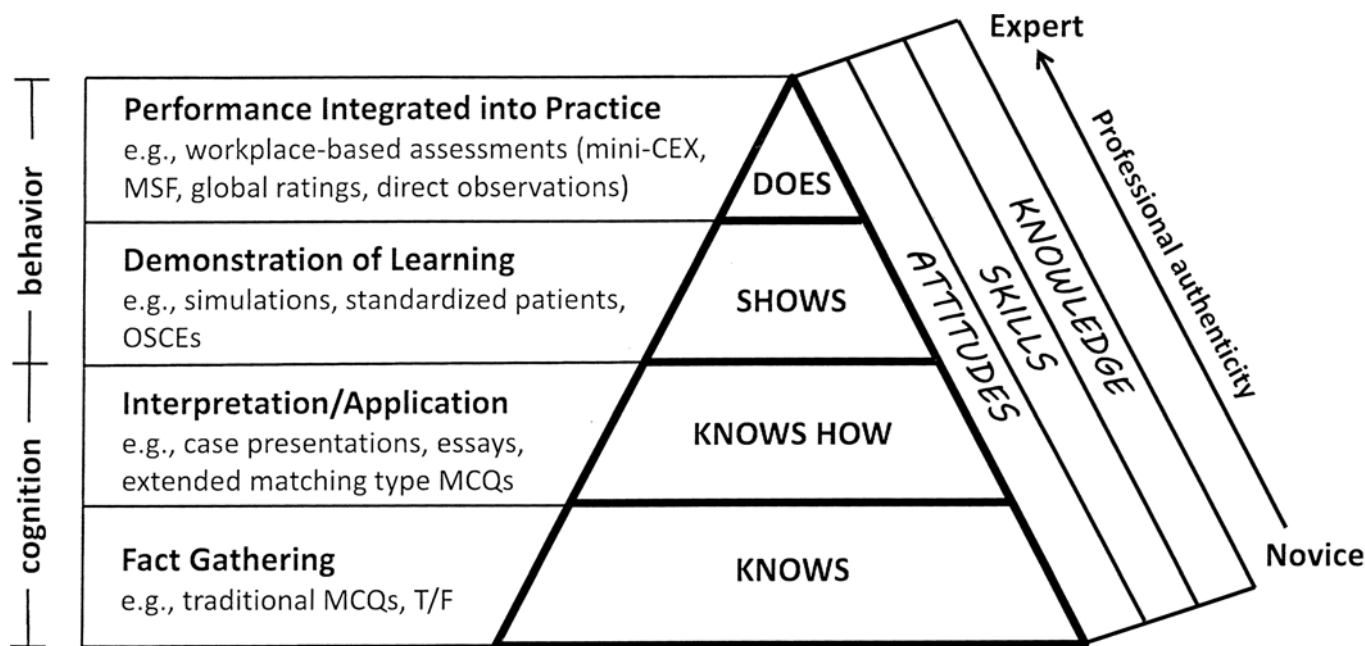 Expert
Performance Integrated into Practice
e.g., workplace-based assessments (mini-CEX,
MSF, global ratings, direct observations)
DOES
behavior
Demonstration of Learning
e.g., simulations, standardized patients,
OSCEs
SHOWS
Interpretation/Application
e.g., case presentations, essays,
extended matching type MCQs
KNOWS HOW
cognition
Fact Gathering
e.g., traditional MCQs, T/F
KNOWS
ATTITUDES
SKILLS
KNOWLEDGE
Professional authenticity
Novice